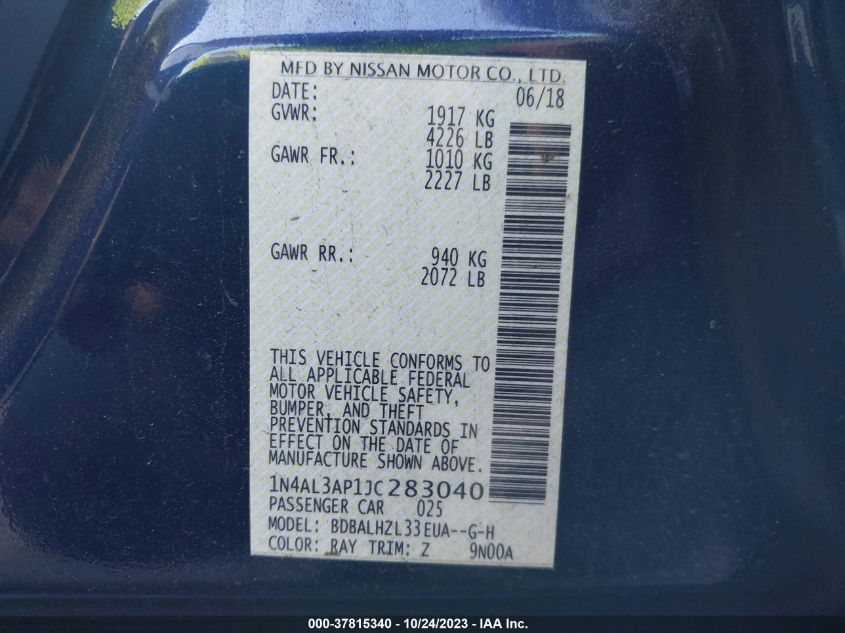 MFD BY NISSAN MOTOR CO., LTD.
DATE: 06/18
GVWR: 1917 KG
4226 LB
GAWR FR.: 1010 KG
2227 LB
GAWR RR.: 940 KG
2072 LB
THIS VEHICLE CONFORMS TO
ALL APPLICABLE FEDERAL
MOTOR VEHICLE SAFETY,
BUMPER, AND THEFT
PREVENTION STANDARDS IN
EFFECT ON THE DATE OF
MANUFACTURE SHOWN ABOVE.
1N4AL3AP1JC283040
PASSENGER CAR 025
MODEL: BDBALHZL33EUA--G-H
COLOR: RAY TRIM: Z 9N00A
000-37815340 - 10/24/2023 - IAA Inc.